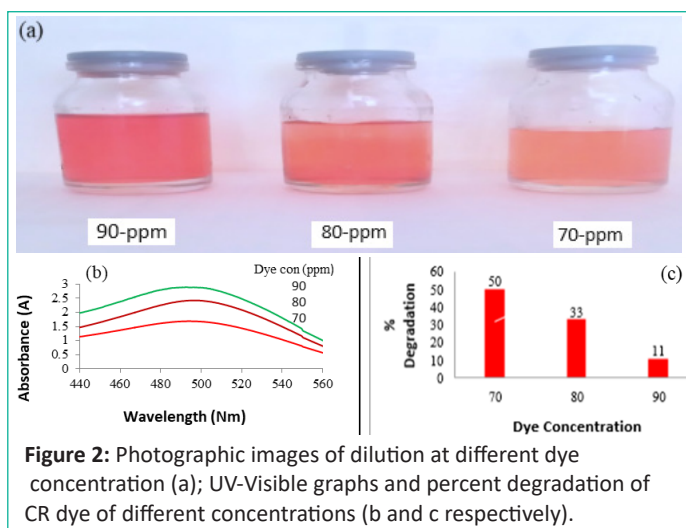 (a)
90-ppm 80-ppm 70-ppm
(b)
Dye con (ppm)
90
80
70
Absorbance (A)
3
2.5
2
1.5
1
0.5
0
440 460 480 500 520 540 560
Wavelength (Nm)
(c)
% Degradation
60
50
40
30
20
10
0
50
33
11
70 80 90
Dye Concentration
Figure 2: Photographic images of dilution at different dye
concentration (a); UV-Visible graphs and percent degradation of
CR dye of different concentrations (b and c respectively).